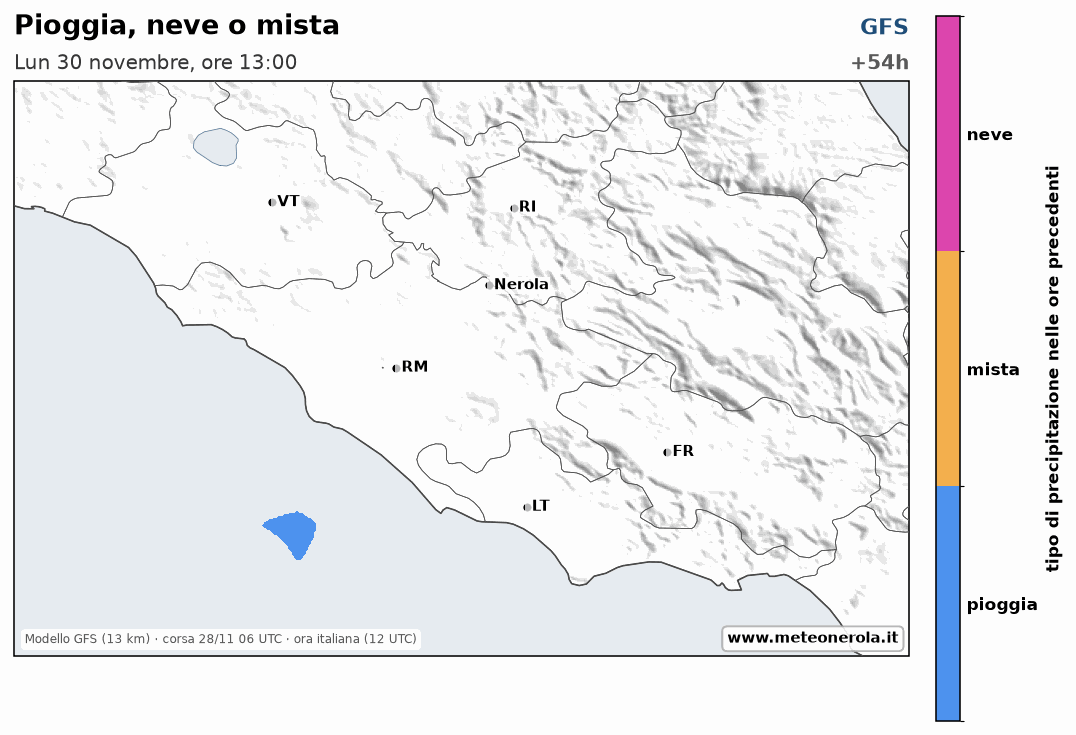 Pioggia, neve o mista
GFS
Lun 30 novembre, ore 13:00
+54h
neve
VT
RI
Nerola
RM
mista
FR
LT
pioggia
tipo di precipitazione nelle ore precedenti
Modello GFS (13 km) · corsa 28/11 06 UTC · ora italiana (12 UTC)
www.meteonerola.it